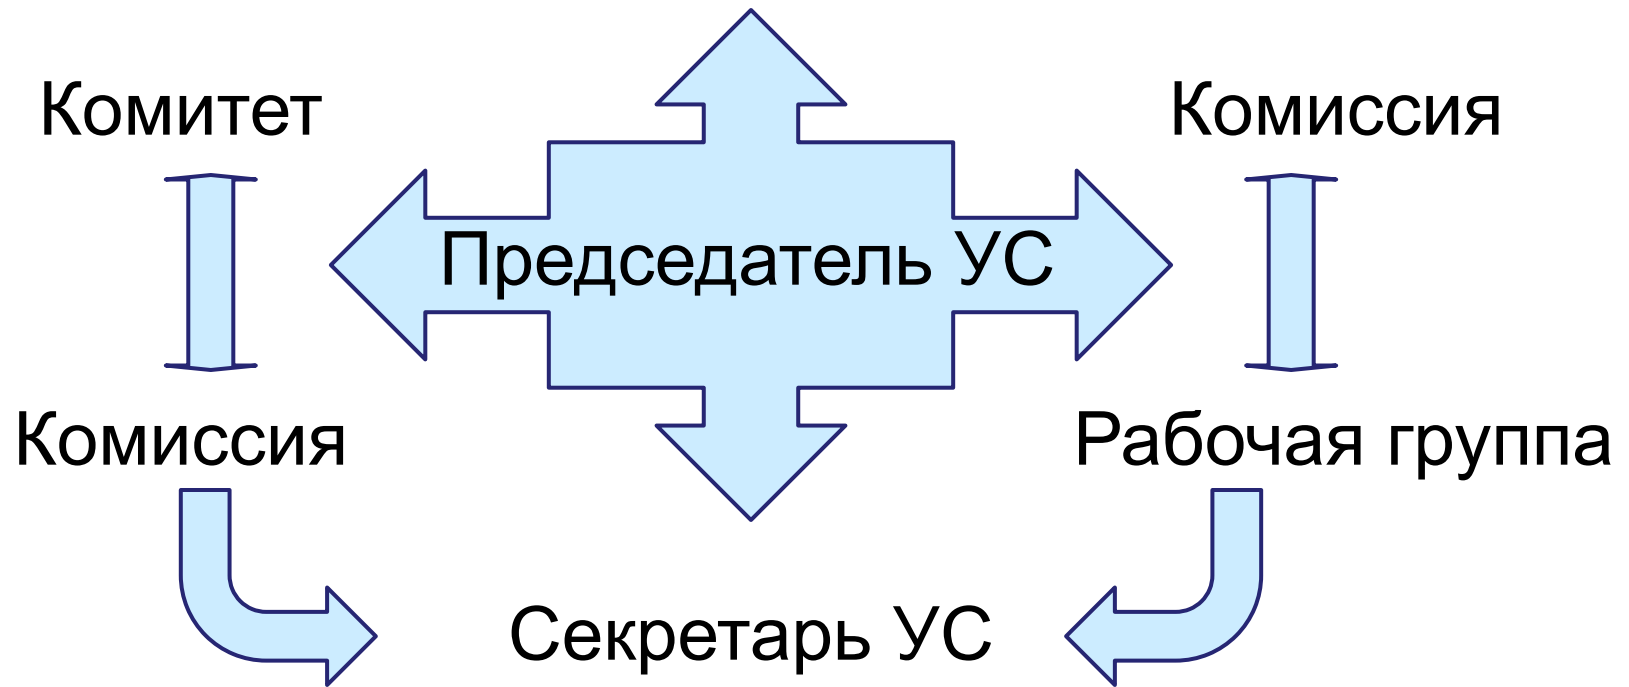 Комитет
Комиссия
Председатель УС
Комиссия
Рабочая группа
Секретарь УС